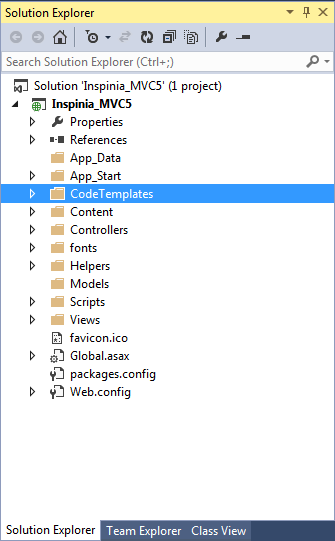 Solution Explorer
Search Solution Explorer (Ctrl+;)
Solution 'Inspinia_MVC5' (1 project)
Inspinia_MVC5
Properties
References
App_Data
App_Start
CodeTemplates
Content
Controllers
fonts
Helpers
Models
Scripts
Views
favicon.ico
Global.asax
packages.config
Web.config
Solution Explorer Team Explorer Class View